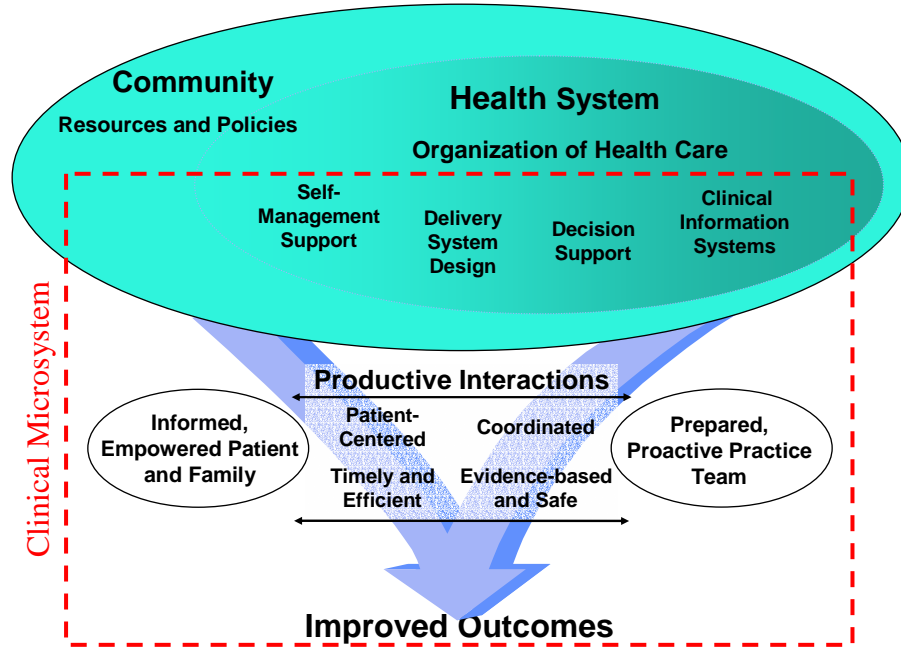 Community
Resources and Policies
Health System
Organization of Health Care
Self-
Management
Support
Delivery
System
Design
Decision
Support
Clinical
Information
Systems
Clinical Microsystem
Productive Interactions
Informed,
Empowered Patient
and Family
Patient-
Centered
Coordinated
Timely and
Efficient
Evidence-based
and Safe
Prepared,
Proactive Practice
Team
Improved Outcomes